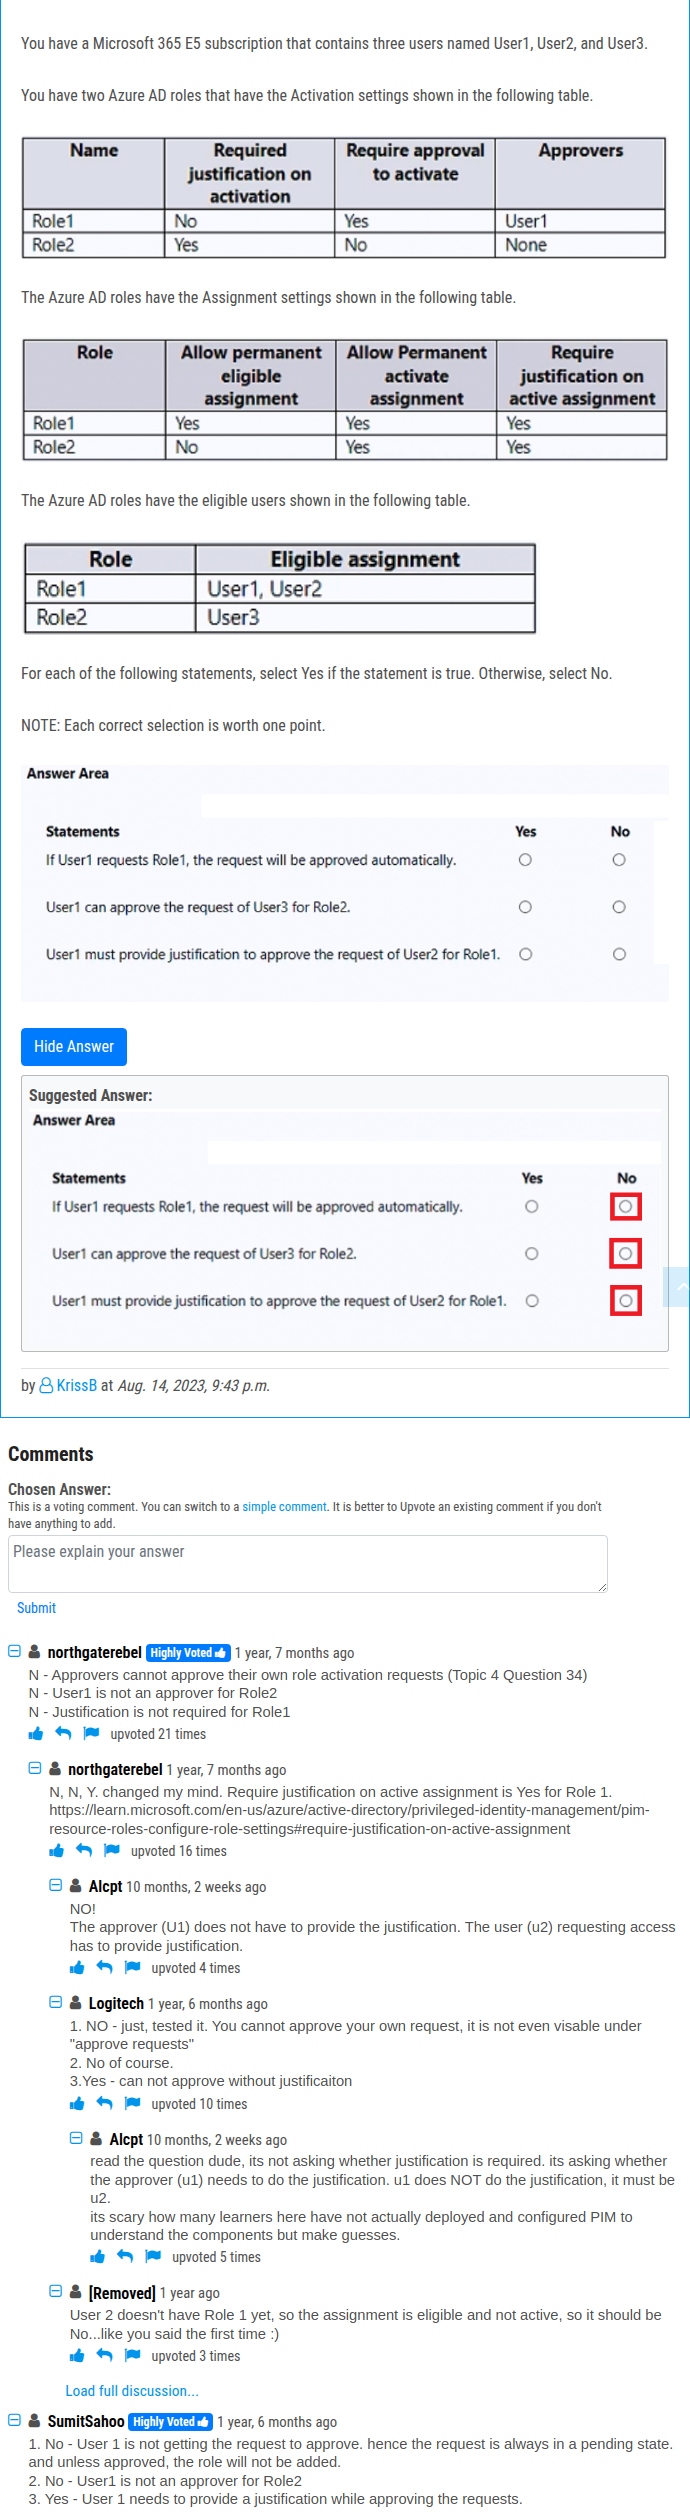 You have a Microsoft 365 E5 subscription that contains three users named User1, User2, and User3.
You have two Azure AD roles that have the Activation settings shown in the following table.
Name Required justification on activation Require approval to activate Approvers
Role1 No Yes User1
Role2 Yes No None
The Azure AD roles have the Assignment settings shown in the following table.
Role Allow permanent eligible assignment Allow Permanent activate assignment Require justification on active assignment
Role1 Yes Yes Yes
Role2 No Yes Yes
The Azure AD roles have the eligible users shown in the following table.
Role Eligible assignment
Role1 User1, User2
Role2 User3
For each of the following statements, select Yes if the statement is true. Otherwise, select No.
NOTE: Each correct selection is worth one point.
Answer Area
Statements Yes No
If User1 requests Role1, the request will be approved automatically.
User1 can approve the request of User3 for Role2.
User1 must provide justification to approve the request of User2 for Role1.
Hide Answer
Suggested Answer:
Answer Area
Statements Yes No
If User1 requests Role1, the request will be approved automatically.
User1 can approve the request of User3 for Role2.
User1 must provide justification to approve the request of User2 for Role1.
by KrissB at Aug. 14, 2023, 9:43 p.m.
Comments
Chosen Answer:
This is a voting comment. You can switch to a simple comment. It is better to Upvote an existing comment if you don't
have anything to add.
Please explain your answer
Submit
northgaterebel Highly Voted 1 year, 7 months ago
N - Approvers cannot approve their own role activation requests (Topic 4 Question 34)
N - User1 is not an approver for Role2
N - Justification is not required for Role1
upvoted 21 times
northgaterebel 1 year, 7 months ago
N, N, Y. changed my mind. Require justification on active assignment is Yes for Role 1.
https://learn.microsoft.com/en-us/azure/active-directory/privileged-identity-management/pim-
resource-roles-configure-role-settings#require-justification-on-active-assignment
upvoted 16 times
Alcpt 10 months, 2 weeks ago
NO!
The approver (U1) does not have to provide the justification. The user (u2) requesting access
has to provide justification.
upvoted 4 times
Logitech 1 year, 6 months ago
1. NO - just, tested it. You cannot approve your own request, it is not even visable under
"approve requests"
2. No of course.
3.Yes - can not approve without justificaiton
upvoted 10 times
Alcpt 10 months, 2 weeks ago
read the question dude, its not asking whether justification is required. its asking whether
the approver (u1) needs to do the justification. u1 does NOT do the justification, it must be
u2.
its scary how many learners here have not actually deployed and configured PIM to
understand the components but make guesses.
upvoted 5 times
[Removed] 1 year ago
User 2 doesn't have Role 1 yet, so the assignment is eligible and not active, so it should be
No...like you said the first time :)
upvoted 3 times
Load full discussion...
SumitSahoo Highly Voted 1 year, 6 months ago
1. No - User 1 is not getting the request to approve. hence the request is always in a pending state.
and unless approved, the role will not be added.
2. No - User1 is not an approver for Role2
3. Yes - User 1 needs to provide a justification while approving the requests.